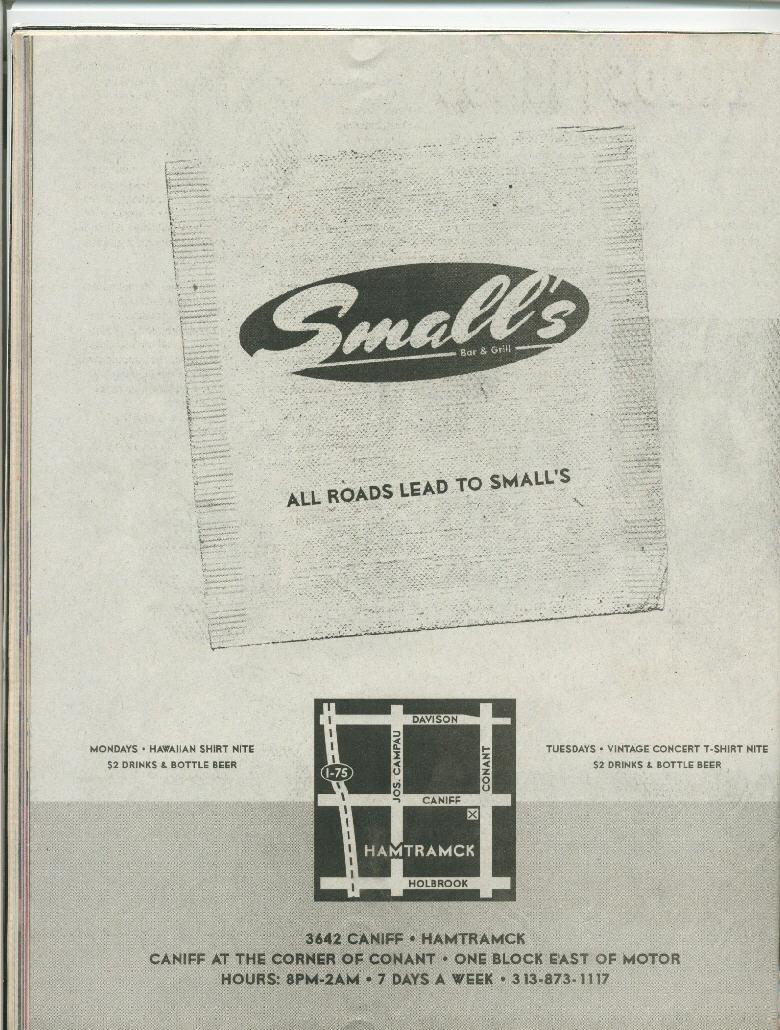 Small's
Bar & Grill
ALL ROADS LEAD TO SMALL'S
MONDAYS • HAWAIIAN SHIRT NITE
$2 DRINKS & BOTTLE BEER
DAVISON
I-75
JOS. CAMPAU
CONANT
CANIFF
HAMTRAMCK
HOLBROOK
TUESDAYS • VINTAGE CONCERT T-SHIRT NITE
$2 DRINKS & BOTTLE BEER
3642 CANIFF • HAMTRAMCK
CANIFF AT THE CORNER OF CONANT • ONE BLOCK EAST OF MOTOR
HOURS: 8PM-2AM • 7 DAYS A WEEK • 313-873-1117